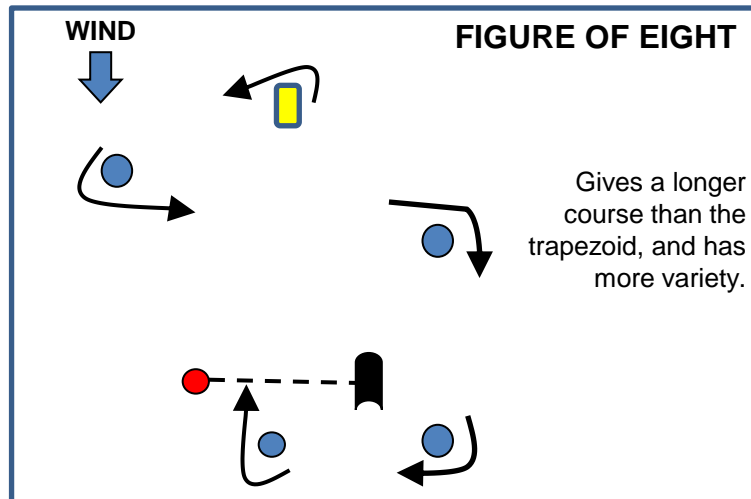 WIND
FIGURE OF EIGHT
Gives a longer
course than the
trapezoid, and has
more variety.